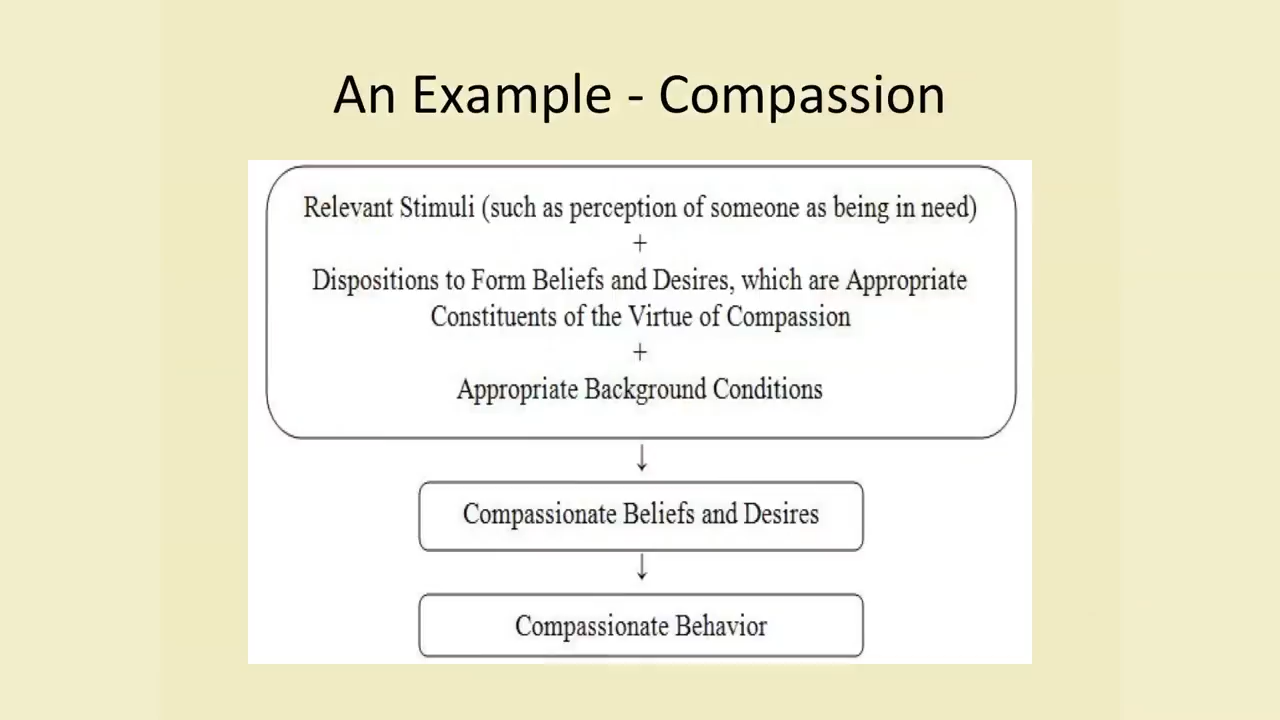 An Example - Compassion
Relevant Stimuli (such as perception of someone as being in need)
+
Dispositions to Form Beliefs and Desires, which are Appropriate
Constituents of the Virtue of Compassion
+
Appropriate Background Conditions
↓
Compassionate Beliefs and Desires
↓
Compassionate Behavior